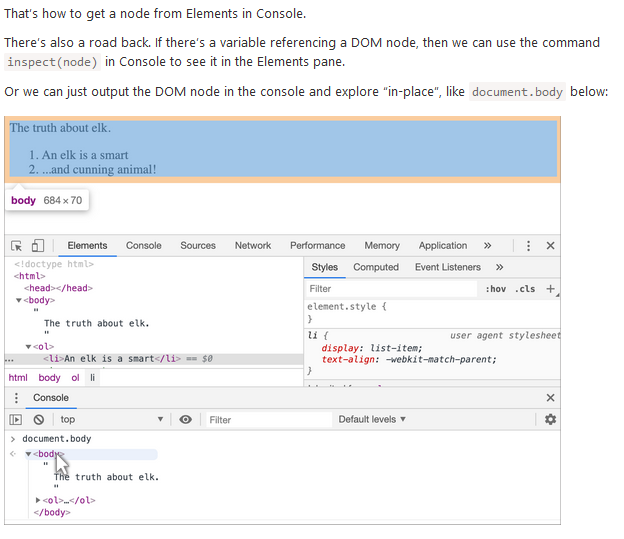 That's how to get a node from Elements in Console.
There's also a road back. If there's a variable referencing a DOM node, then we can use the command
inspect(node) in Console to see it in the Elements pane.
Or we can just output the DOM node in the console and explore “in-place”, like document.body below:
The truth about elk.
1. An elk is a smart
2. ...and cunning animal!
body 684 × 70
Elements Console Sources Network Performance Memory Application »
<!doctype html>
<html>
<head></head>
▼<body>
"
The truth about elk.
"
▼<ol>
... <li>An elk is a smart</li> == $0
html body ol li
Styles Computed Event Listeners »
Filter :hov .cls +
element.style {
}
li { user agent stylesheet
display: list-item;
text-align: -webkit-match-parent;
}
Console
top ▼ Filter Default levels ▼
> document.body
<· ▼<body>
"
The truth about elk.
"
▶<ol>…</ol>
</body>